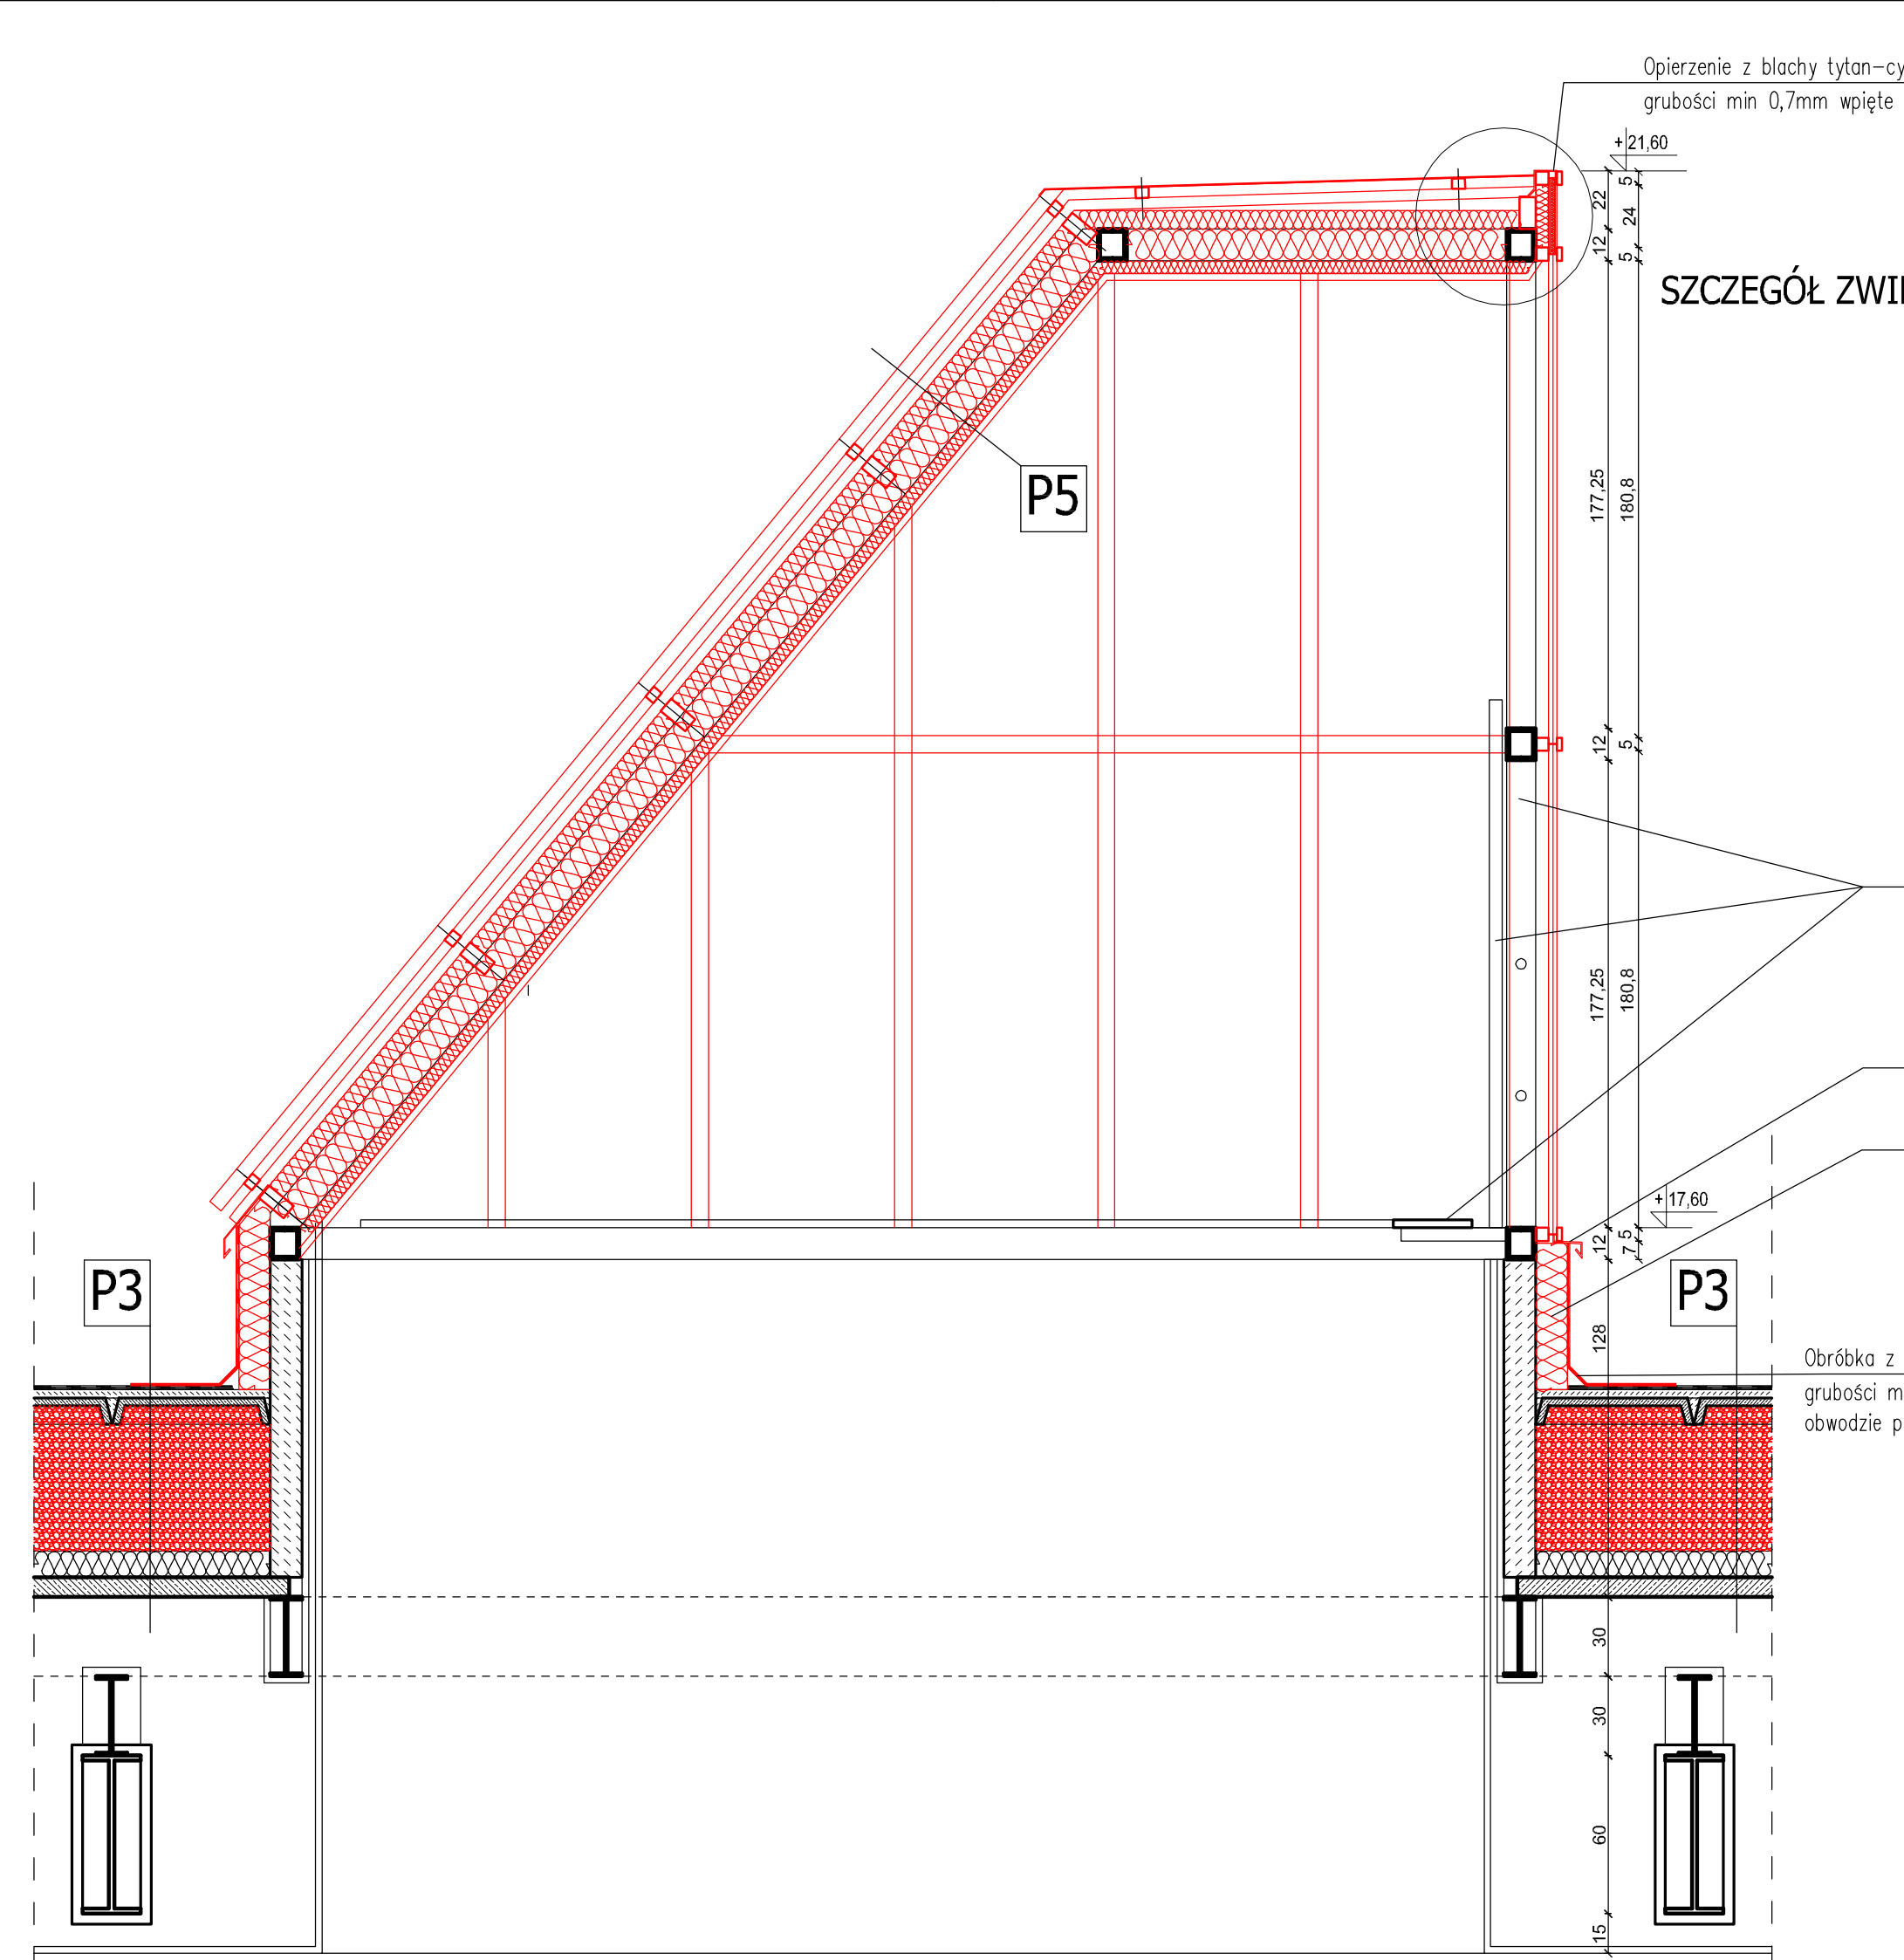 Opierzenie z blachy tytan-cy
grubości min 0,7mm wpięte
+21,60
5
22
24
12
5
SZCZEGÓŁ ZWI
177,25
180,8
P5
12
5
177,25
180,8
+17,60
5
12
7
P3
P3
128
Obróbka z
grubości m
obwodzie p
30
30
60
15